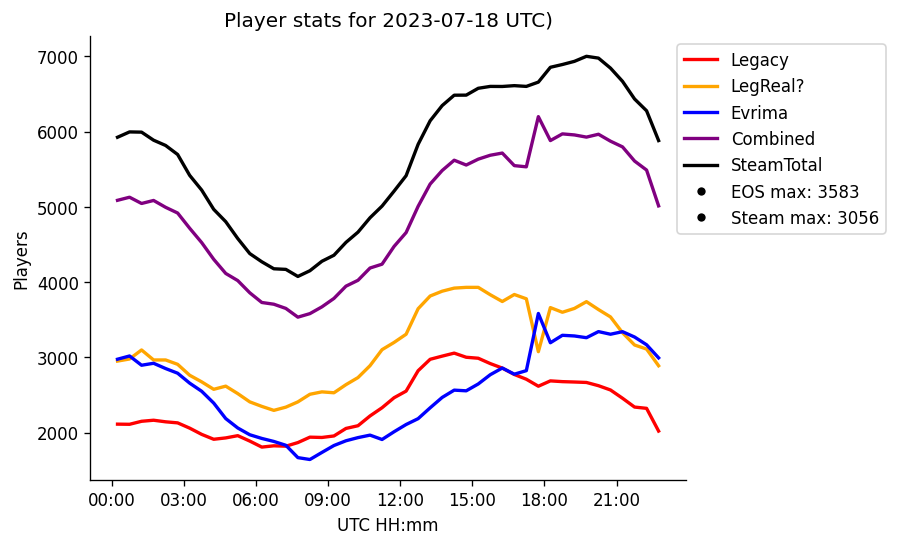 Player stats for 2023-07-18 UTC)
7000
6000
5000
4000
3000
2000
Players
00:00 03:00 06:00 09:00 12:00 15:00 18:00 21:00
UTC HH:mm
Legacy
LegReal?
Evrima
Combined
SteamTotal
EOS max: 3583
Steam max: 3056